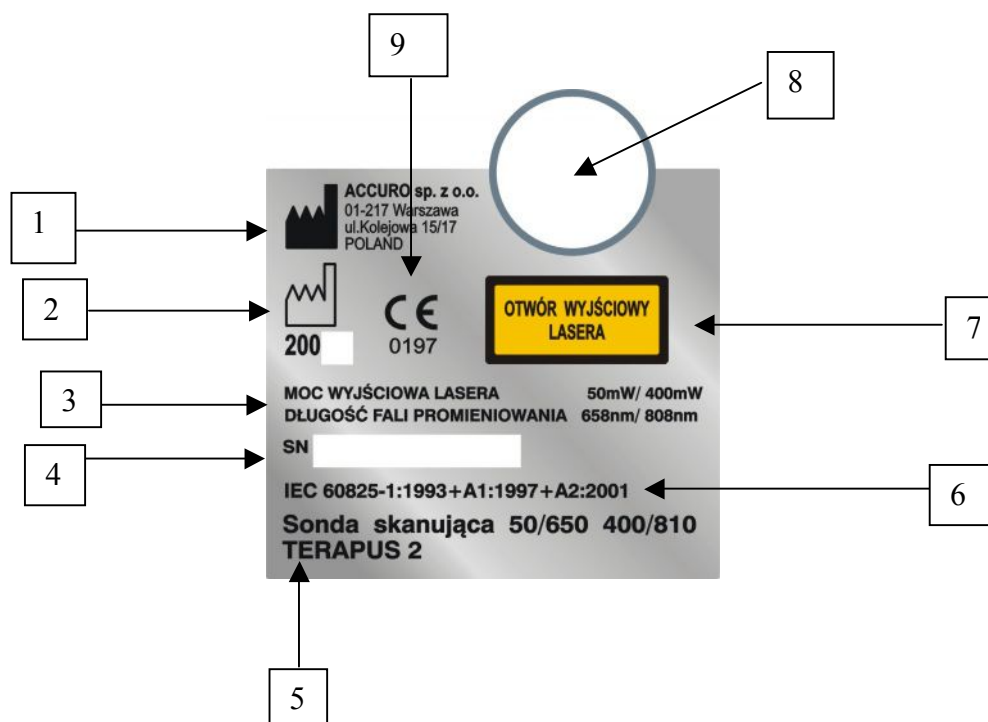 9
8
1
ACCURO sp. z o.o.
01-217 Warszawa
ul.Kolejowa 15/17
POLAND
2
200
CE
0197
OTWÓR WYJŚCIOWY
LASERA
7
3
MOC WYJŚCIOWA LASERA 50mW/ 400mW
DŁUGOŚĆ FALI PROMIENIOWANIA 658nm/ 808nm
4
SN
IEC 60825-1:1993+A1:1997+A2:2001
6
Sonda skanująca 50/650 400/810
TERAPUS 2
5